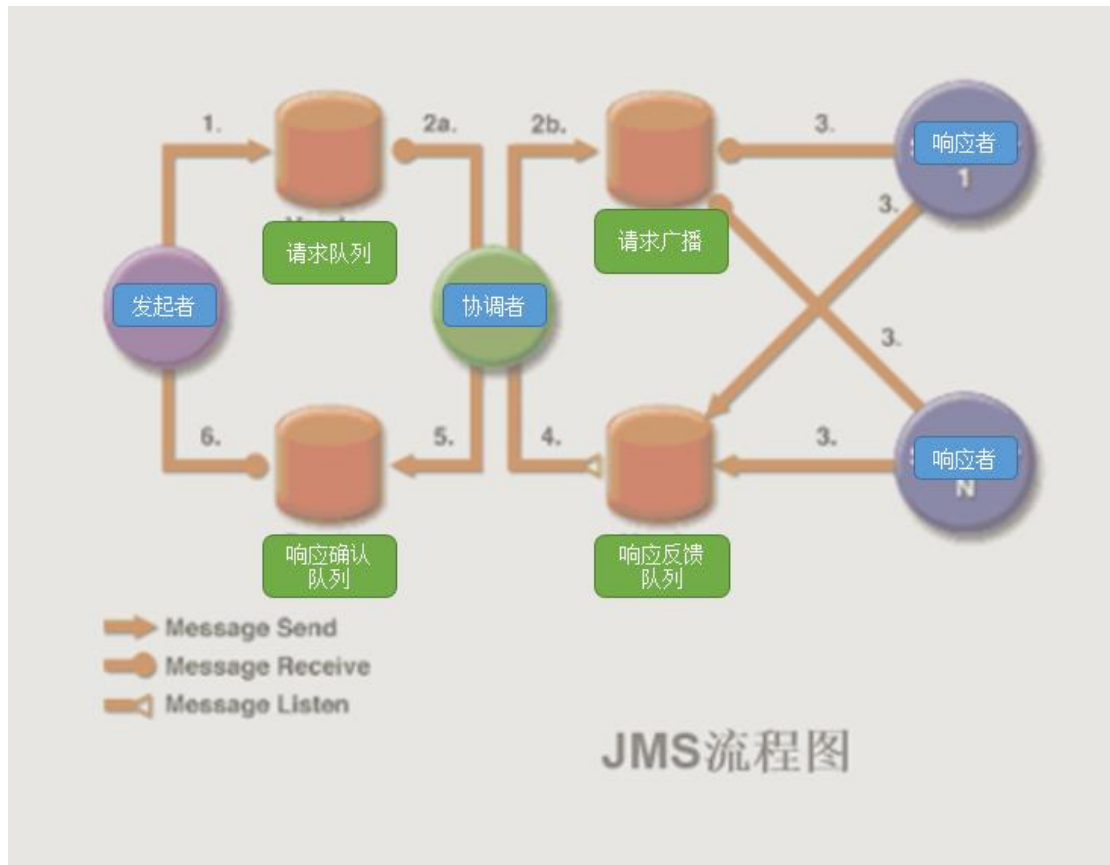 1.
2a.
2b.
3.
响应者
1
3.
请求队列
请求广播
发起者
协调者
3.
6.
5.
4.
3.
响应者
N
响应确认
队列
响应反馈
队列
Message Send
Message Receive
Message Listen
JMS流程图